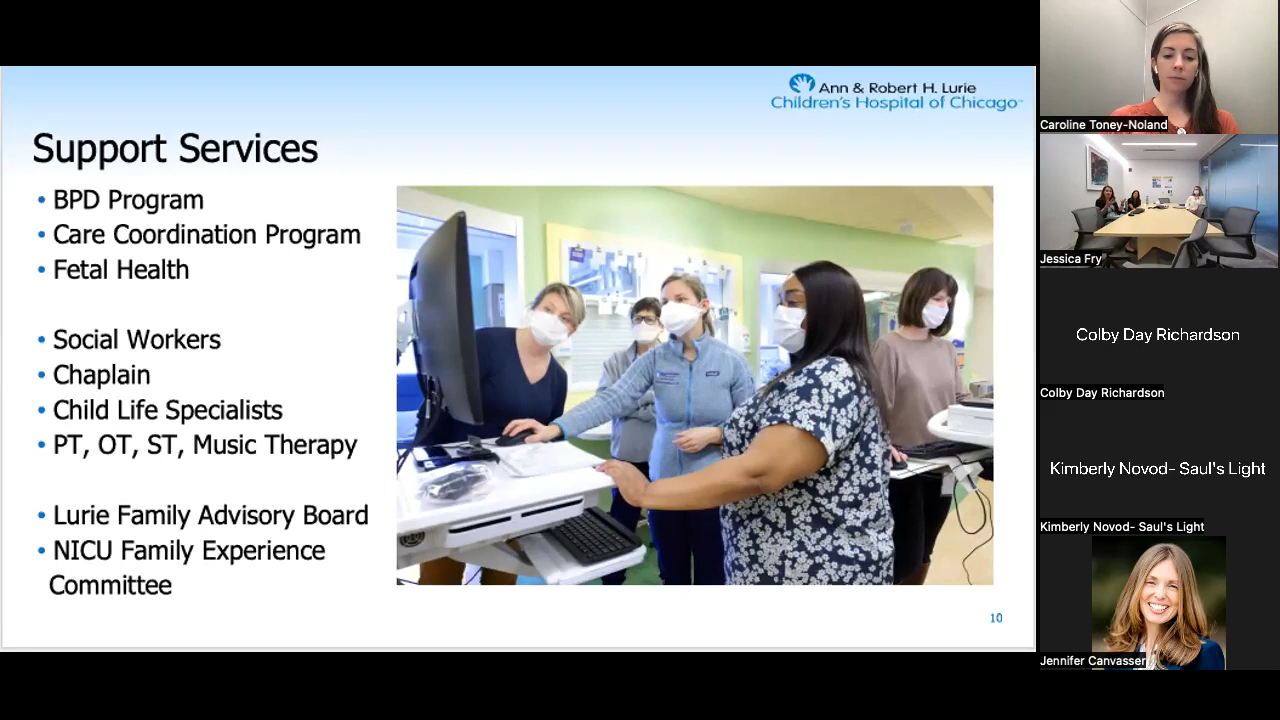 Ann & Robert H. Lurie
Children's Hospital of Chicago
Support Services
• BPD Program
• Care Coordination Program
• Fetal Health
• Social Workers
• Chaplain
• Child Life Specialists
• PT, OT, ST, Music Therapy
• Lurie Family Advisory Board
• NICU Family Experience
Committee
10
Caroline Toney-Noland
Jessica Fry
Colby Day Richardson
Colby Day Richardson
Kimberly Novod- Saul's Light
Kimberly Novod- Saul's Light
Jennifer Canvasser